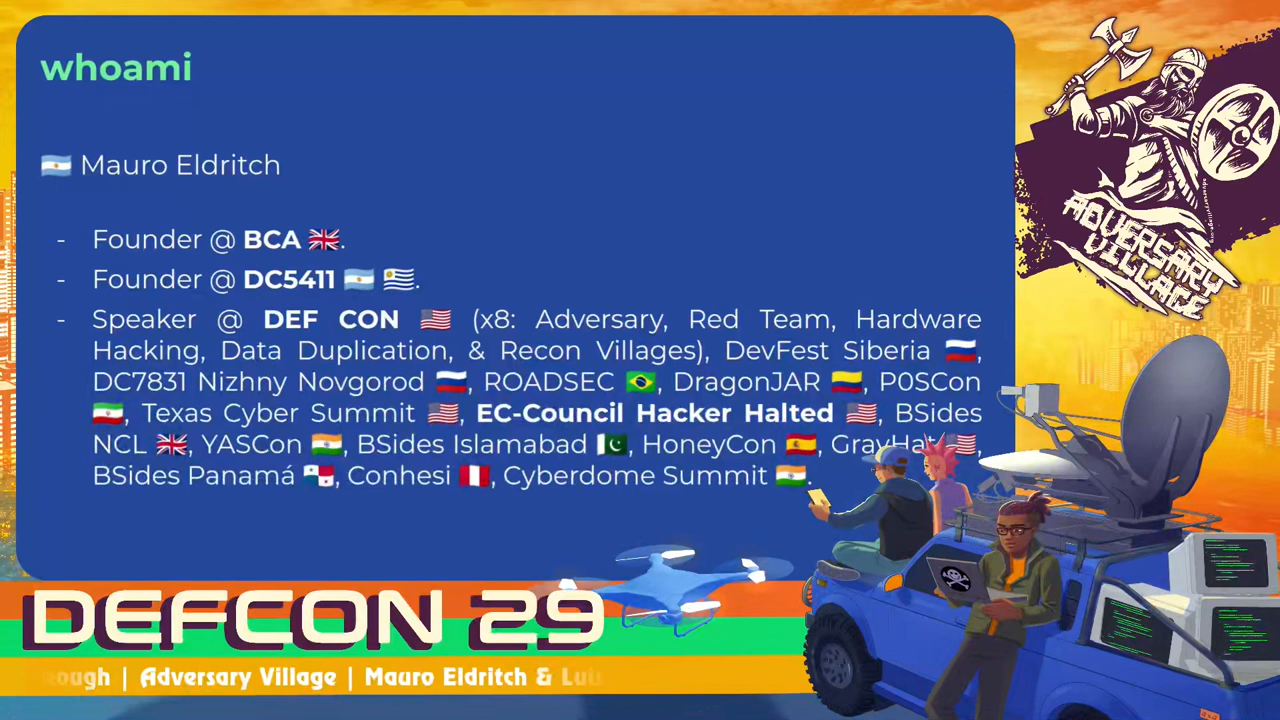 whoami
🇦🇷 Mauro Eldritch
- Founder @ BCA 🇬🇧.
- Founder @ DC5411 🇦🇷 🇺🇾.
- Speaker @ DEF CON 🇺🇸 (x8: Adversary, Red Team, Hardware
Hacking, Data Duplication, & Recon Villages), DevFest Siberia 🇷🇺,
DC7831 Nizhny Novgorod 🇷🇺, ROADSEC 🇧🇷, DragonJAR 🇨🇴, P0SCon
🇮🇷, Texas Cyber Summit 🇺🇸, EC-Council Hacker Halted 🇺🇸, BSides
NCL 🇬🇧, YASCon 🇮🇳, BSides Islamabad 🇵🇰, HoneyCon 🇪🇸, GrayHat 🇺🇸,
BSides Panamá 🇵🇦, Conhesi 🇵🇪, Cyberdome Summit 🇮🇳.
ADVERSARY
VILLAGE
DEFCON 29
| Adversary Village | Mauro Eldritch &